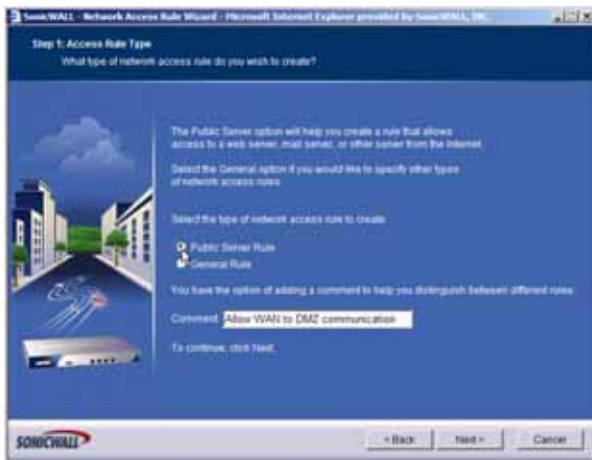 SonicWALL - Network Access Rule Wizard - Microsoft Internet Explorer provided by SonicWALL, INC.
Step 1: Access Rule Type
What type of network access rule do you wish to create?
The Public Server option will help you create a rule that allows
access to a web server, mail server, or other server from the Internet.
Select the General option if you would like to specify other types
of network access rules.
Select the type of network access rule to create:
Public Server Rule
General Rule
You have the option of adding a comment to help you distinguish between different rules.
Comment: Allow WAN to DMZ communication
To continue, click Next.
SONICWALL
< Back Next > Cancel